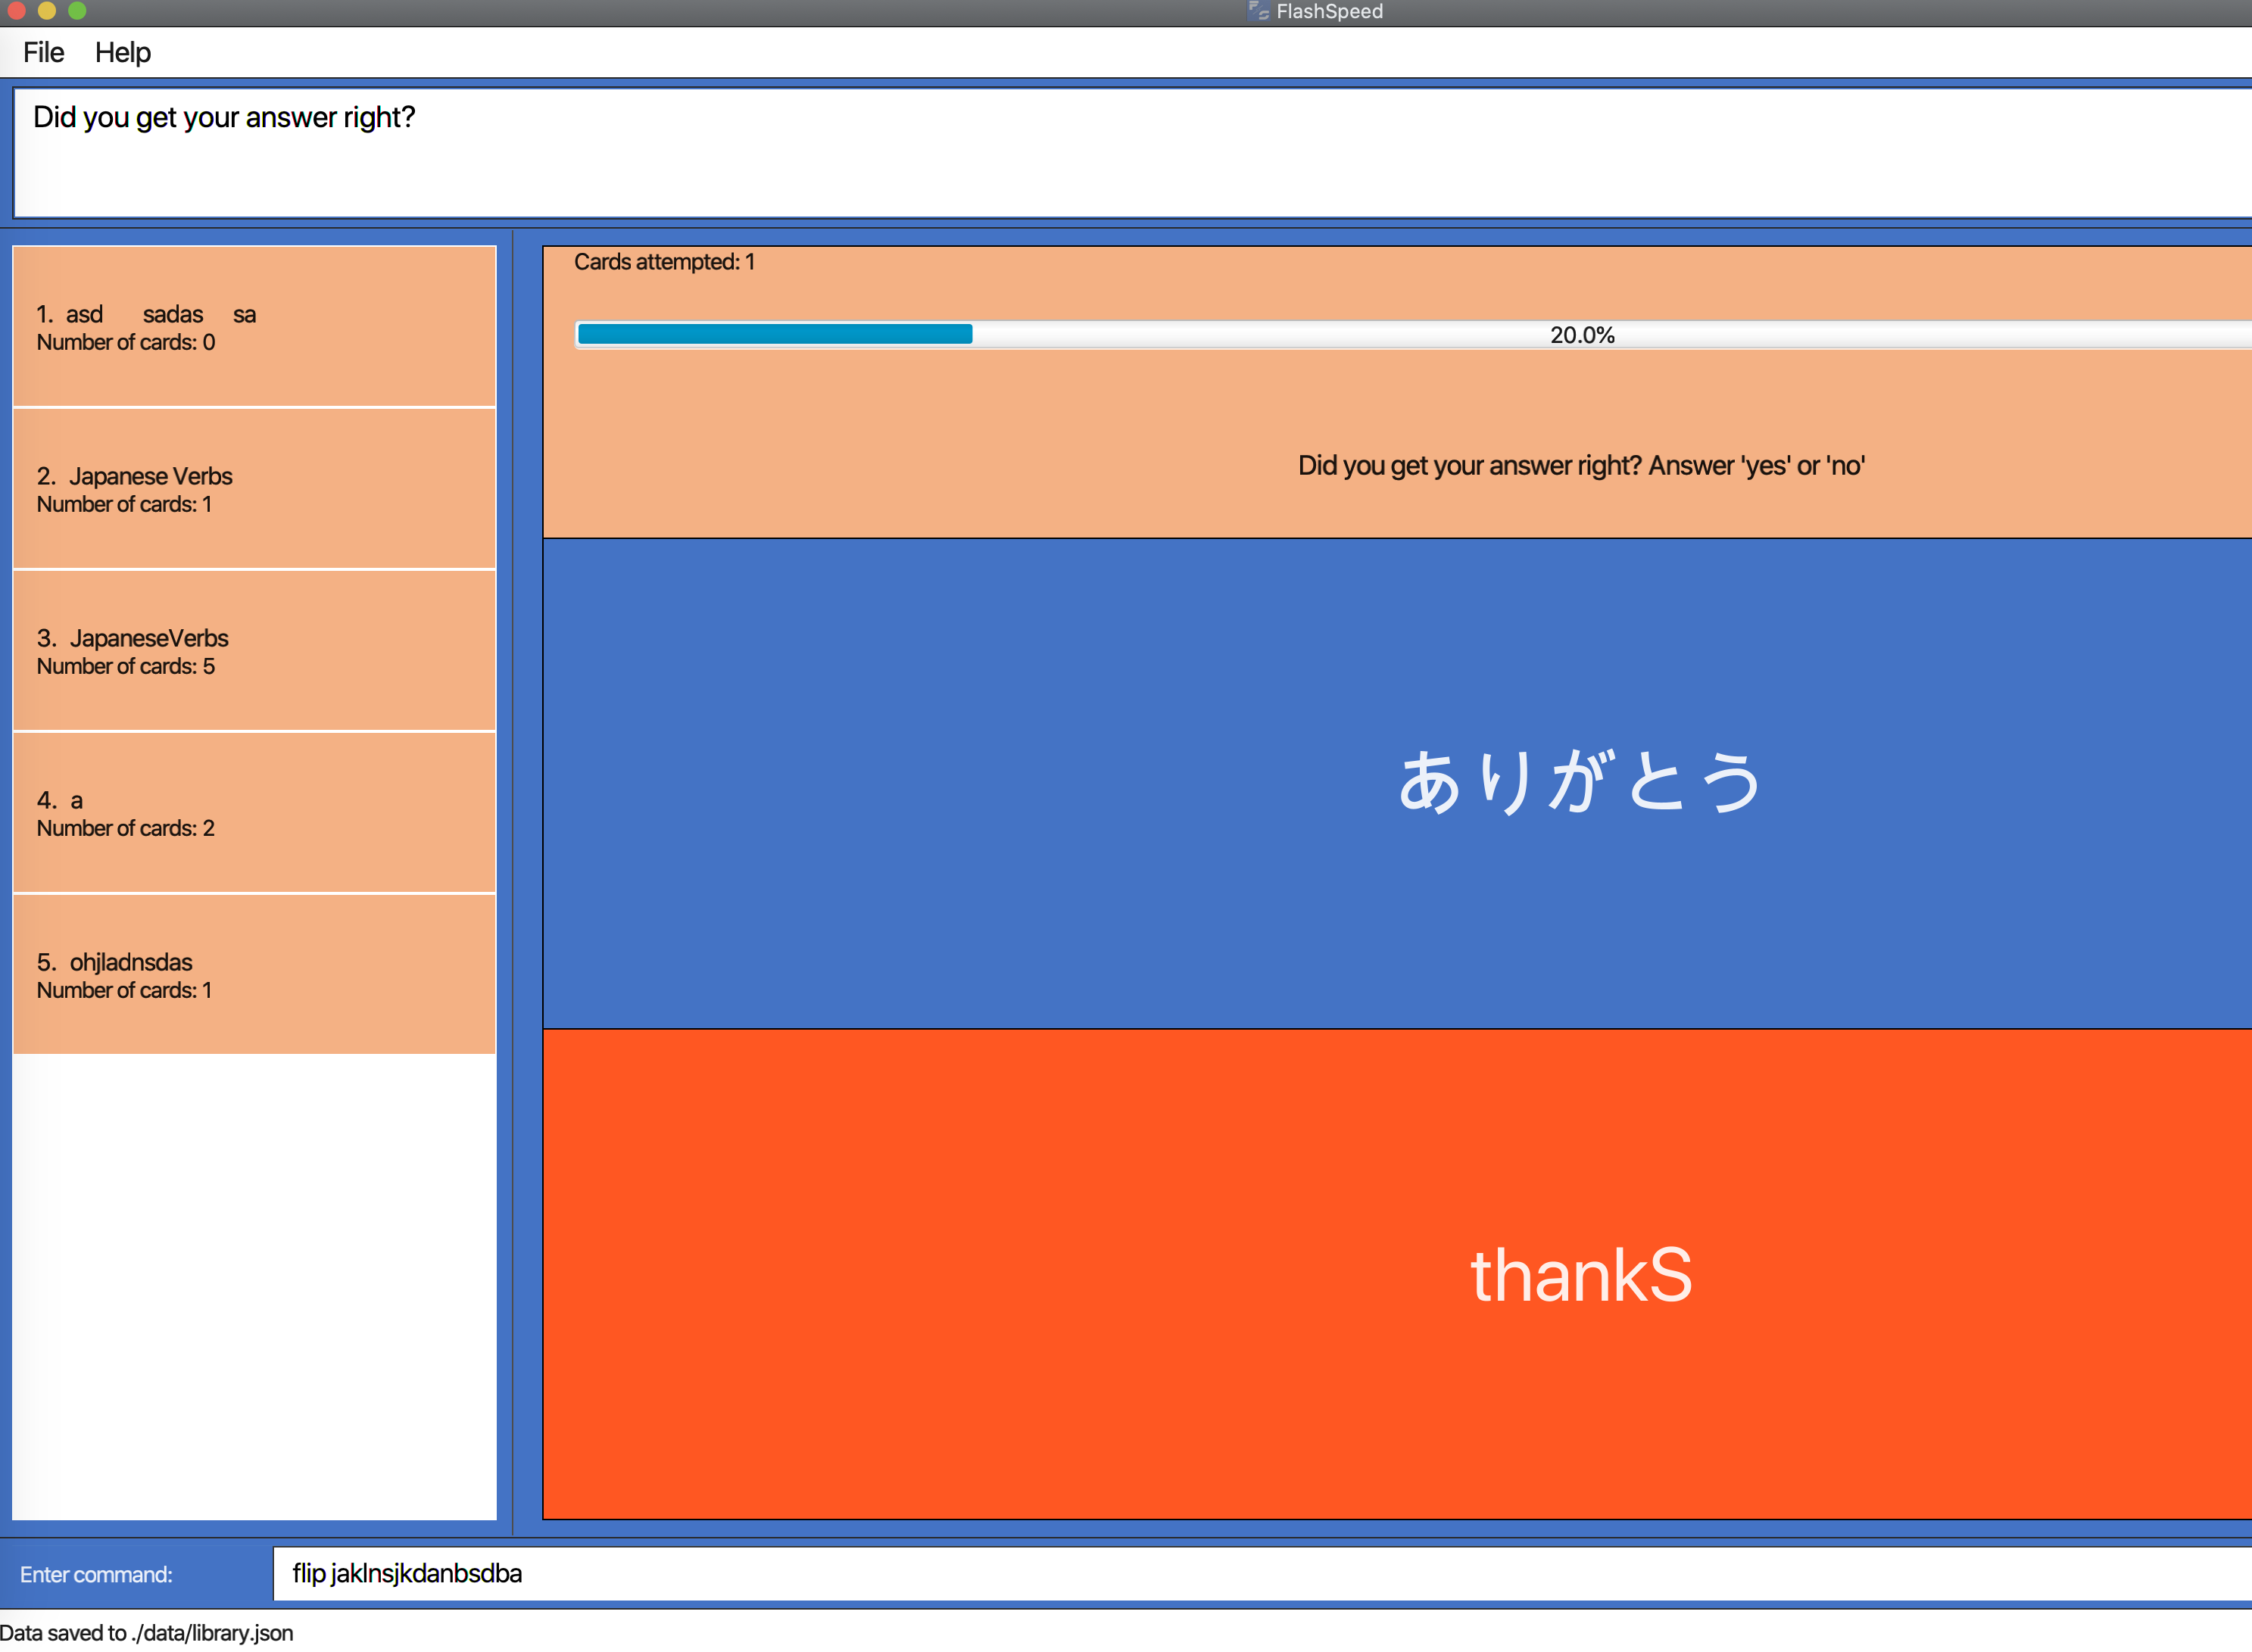 FlashSpeed
File Help
Did you get your answer right?
1. asd sadas sa
Number of cards: 0
2. Japanese Verbs
Number of cards: 1
3. JapaneseVerbs
Number of cards: 5
4. a
Number of cards: 2
5. ohjladnsdas
Number of cards: 1
Cards attempted: 1
20.0%
Did you get your answer right? Answer 'yes' or 'no'
ありがとう
thankS
Enter command: flip jaklnsjkdanbsdba
Data saved to ./data/library.json